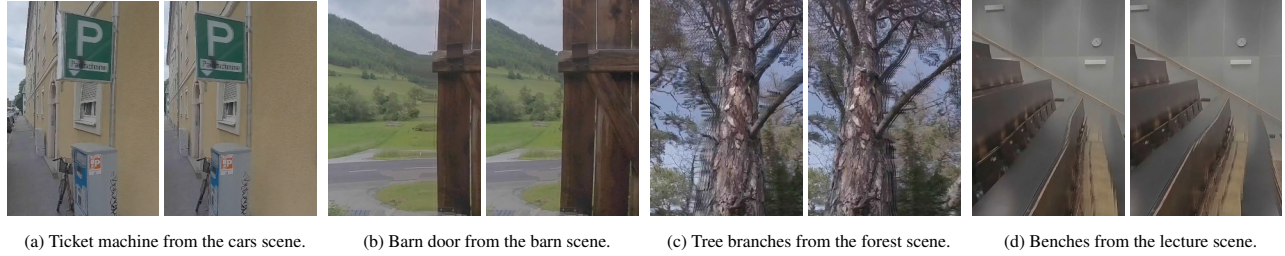 P
P
P
P
(a) Ticket machine from the cars scene.
(b) Barn door from the barn scene.
(c) Tree branches from the forest scene.
(d) Benches from the lecture scene.